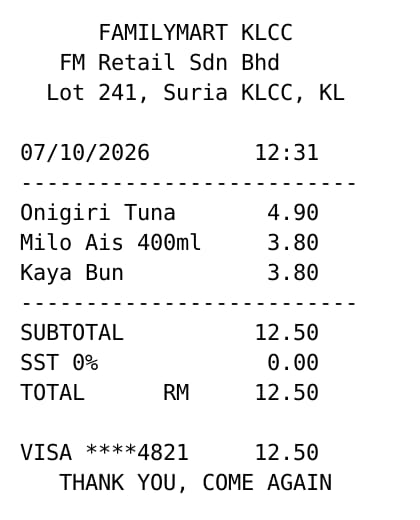 FAMILYMART KLCC
FM Retail Sdn Bhd
Lot 241, Suria KLCC, KL
07/10/2026 12:31
--------------------------
Onigiri Tuna 4.90
Milo Ais 400ml 3.80
Kaya Bun 3.80
--------------------------
SUBTOTAL 12.50
SST 0% 0.00
TOTAL RM 12.50
VISA ****4821 12.50
THANK YOU, COME AGAIN